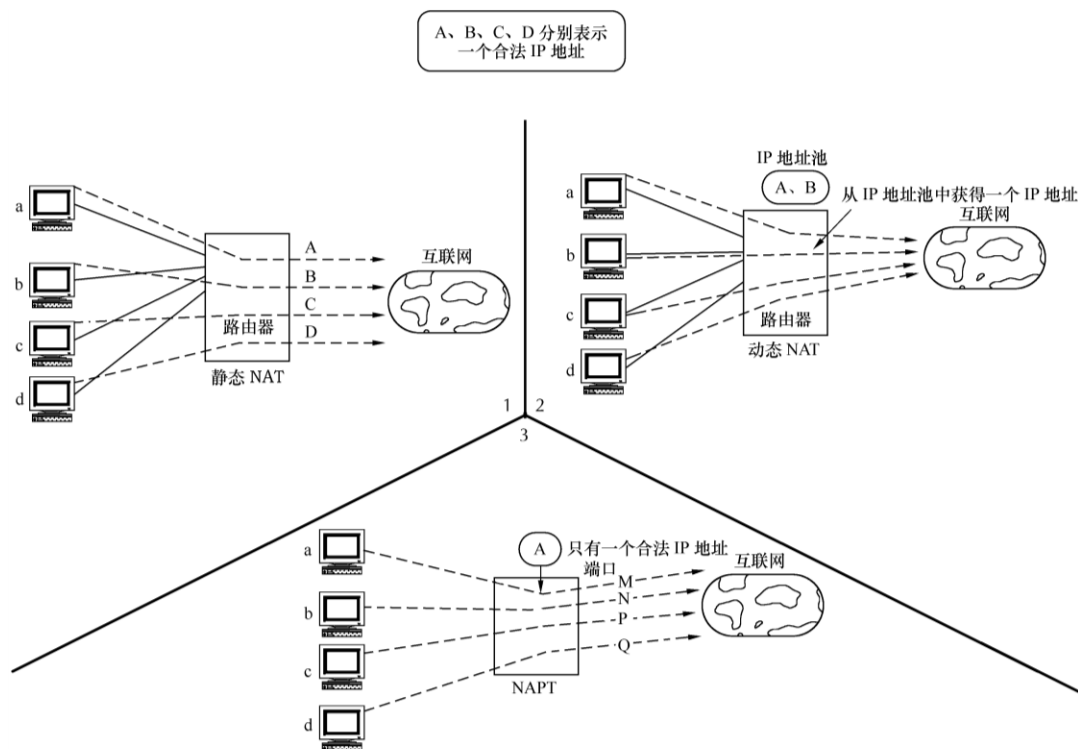 A、B、C、D 分别表示
一个合法 IP 地址
a
b
c
d
A
B
C
D
路由器
静态 NAT
互联网
IP 地址池
A、B
从 IP 地址池中获得一个 IP 地址
互联网
a
b
c
d
路由器
动态 NAT
1
2
3
a
b
c
d
A
只有一个合法 IP 地址
端口
M
N
P
Q
互联网
NAPT